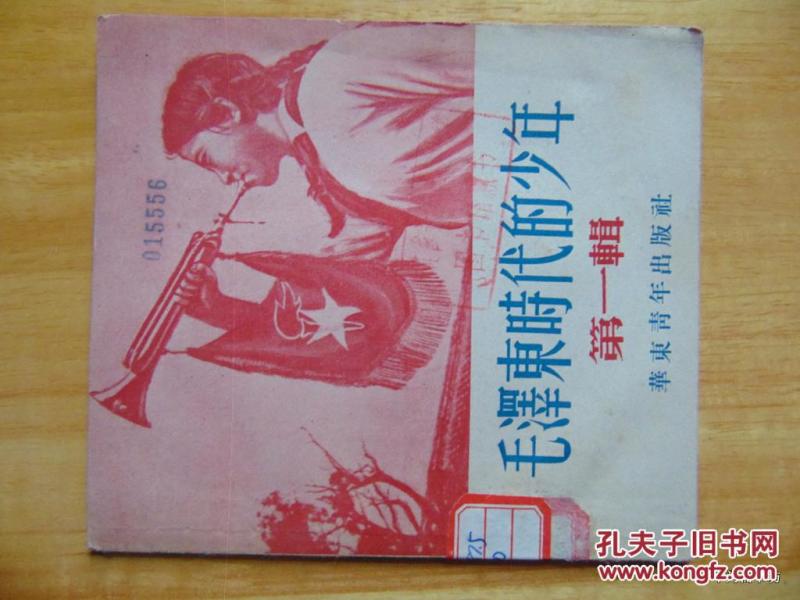 毛澤東時代的少年
第一輯
華東青年出版社
015556
孔夫子旧书网
www.kongfz.com